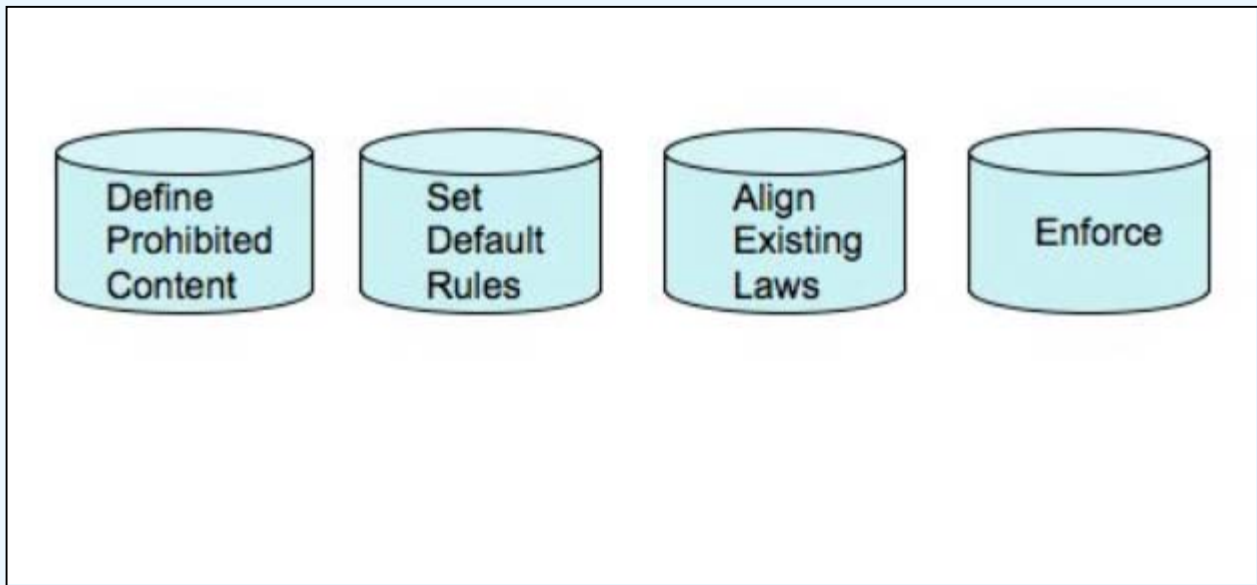 Define
Prohibited
Content
Set
Default
Rules
Align
Existing
Laws
Enforce